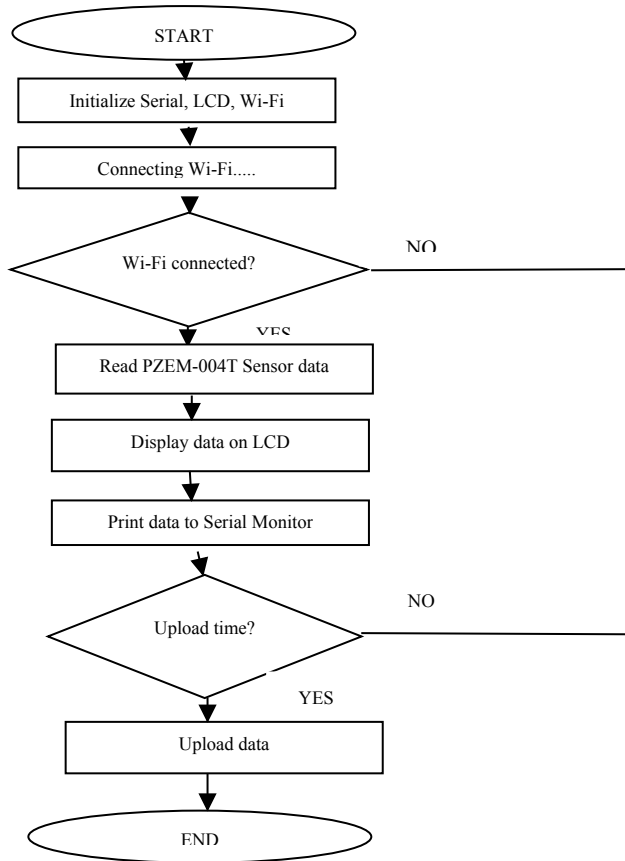 START
Initialize Serial, LCD, Wi-Fi
Connecting Wi-Fi.....
Wi-Fi connected?
NO
YES
Read PZEM-004T Sensor data
Display data on LCD
Print data to Serial Monitor
Upload time?
NO
YES
Upload data
END